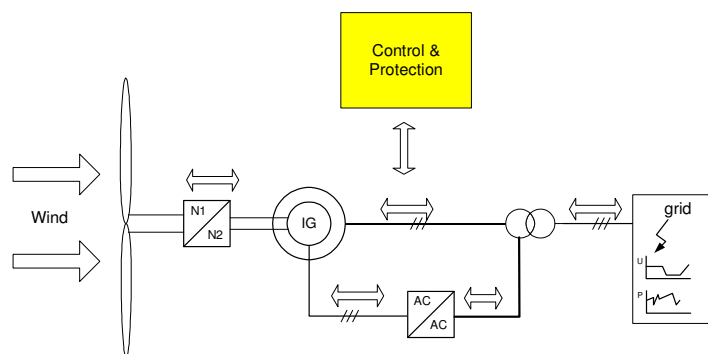 Control &
Protection
Wind
N1
N2
IG
AC
AC
grid
U
P